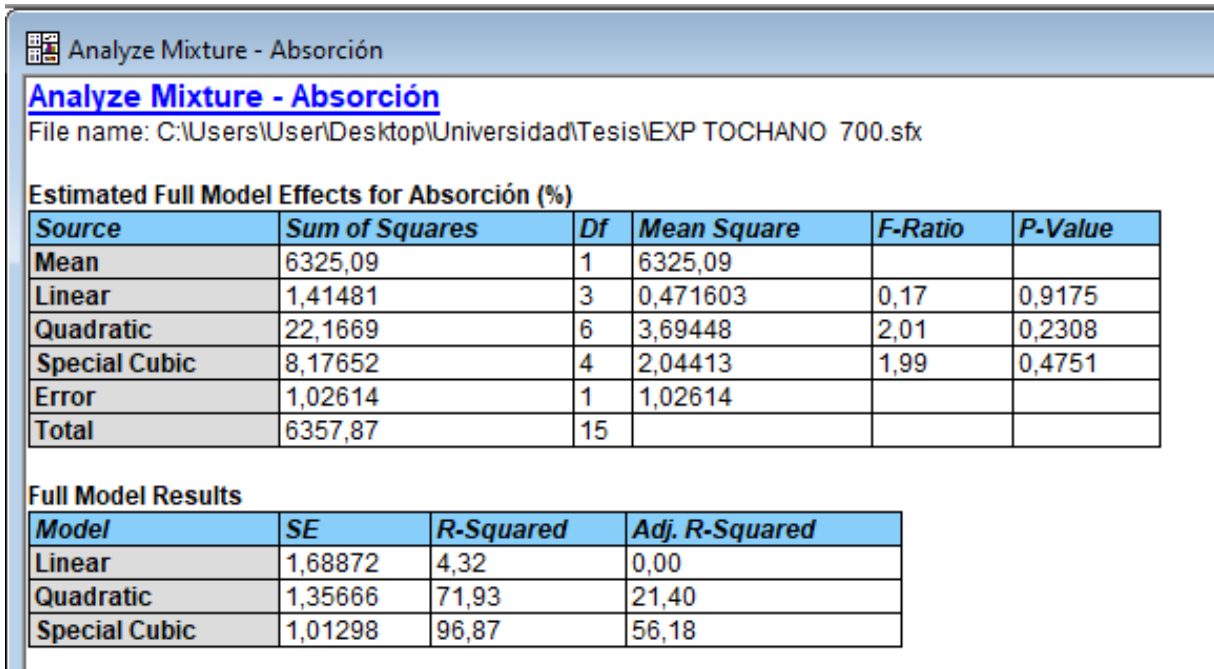 Analyze Mixture - Absorción
Analyze Mixture - Absorción
File name: C:\Users\User\Desktop\Universidad\Tesis\EXP TOCHANO  700.sfx
Estimated Full Model Effects for Absorción (%)
Source Sum of Squares Df Mean Square F-Ratio P-Value
Mean 6325,09 1 6325,09
Linear 1,41481 3 0,471603 0,17 0,9175
Quadratic 22,1669 6 3,69448 2,01 0,2308
Special Cubic 8,17652 4 2,04413 1,99 0,4751
Error 1,02614 1 1,02614
Total 6357,87 15
Full Model Results
Model SE R-Squared Adj. R-Squared
Linear 1,68872 4,32 0,00
Quadratic 1,35666 71,93 21,40
Special Cubic 1,01298 96,87 56,18